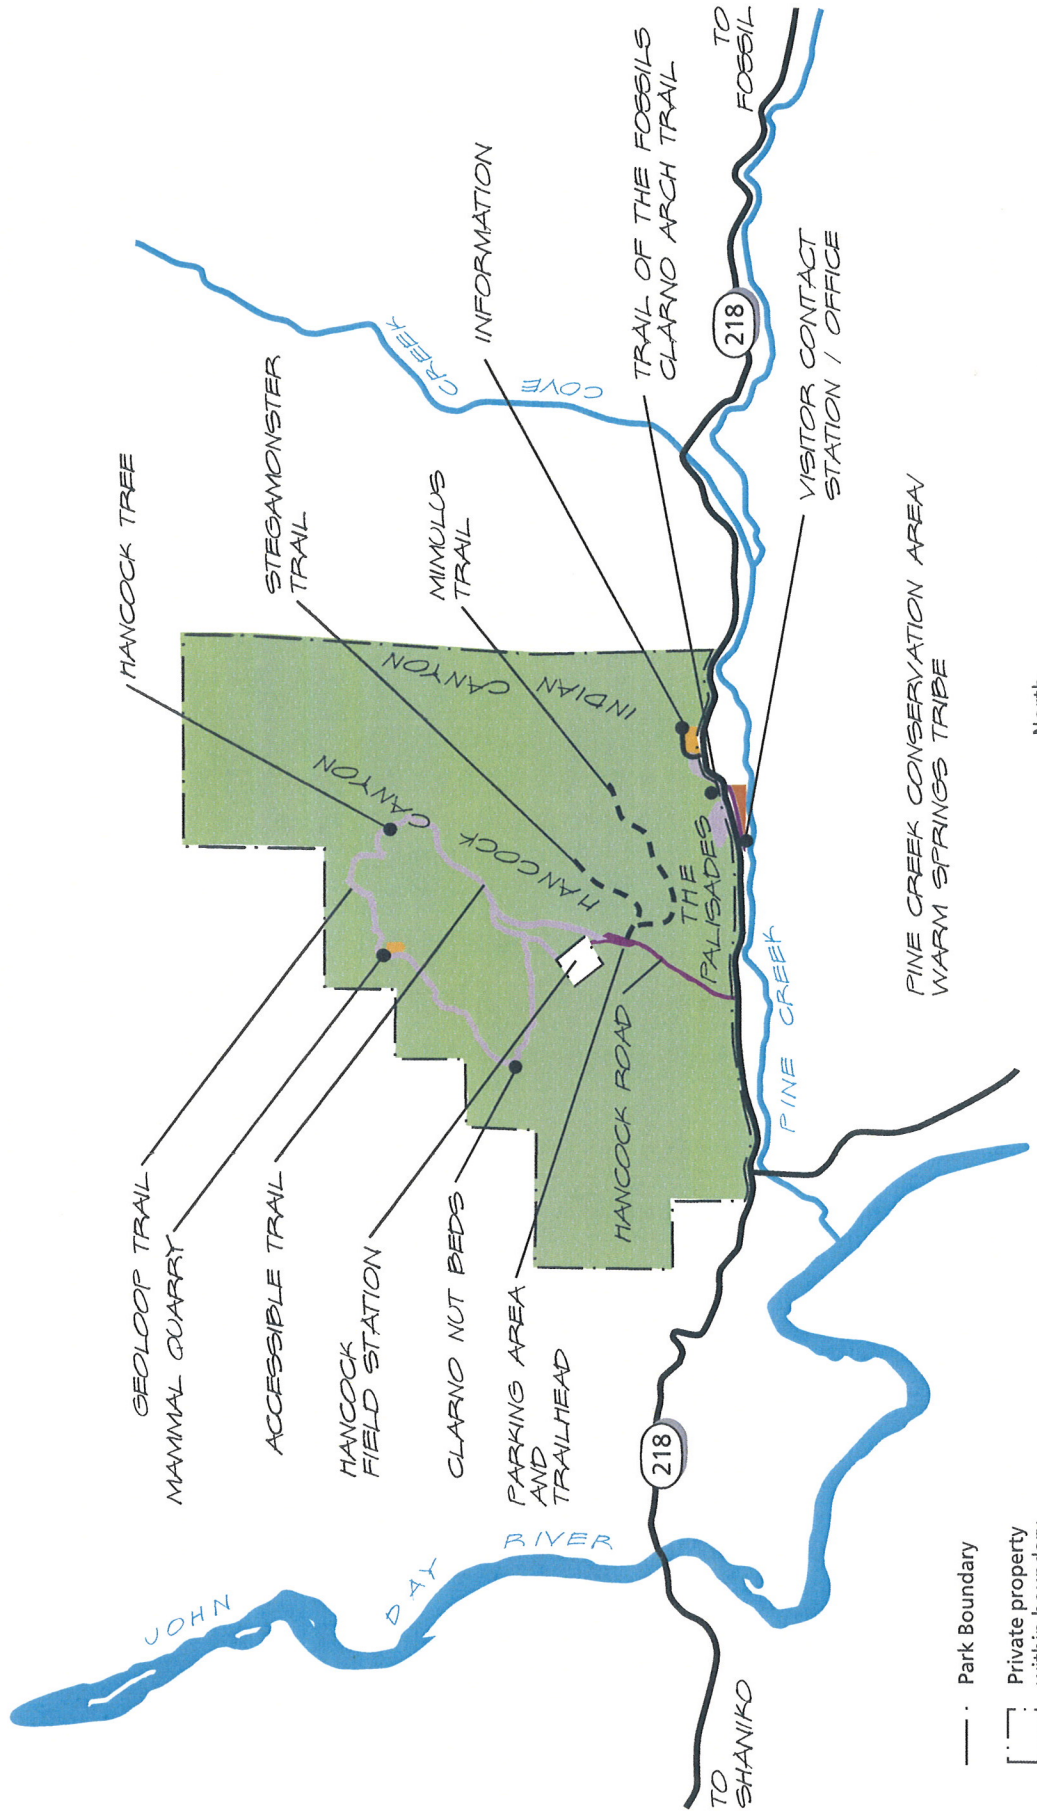 HANCOCK TREE
GEOLOOP TRAIL
MAMMAL QUARRY
STEGAMONSTER
TRAIL
ACCESSIBLE TRAIL
HANCOCK
FIELD STATION
MIMULUS
TRAIL
CLARNO NUT BEDS
INFORMATION
PARKING AREA
AND
TRAILHEAD
TRAIL OF THE FOSSILS
CLARNO ARCH TRAIL
TO
FOSSIL
JOHN
DAY
RIVER
COVE
CREEK
HANCOCK
CANYON
INDIAN
CANYON
HANCOCK ROAD
THE
PALISADES
218
218
PINE CREEK
VISITOR CONTACT
STATION / OFFICE
TO
SHANIKO
PINE CREEK CONSERVATION AREA/
WARM SPRINGS TRIBE
Park Boundary
Private property
within boundary
North